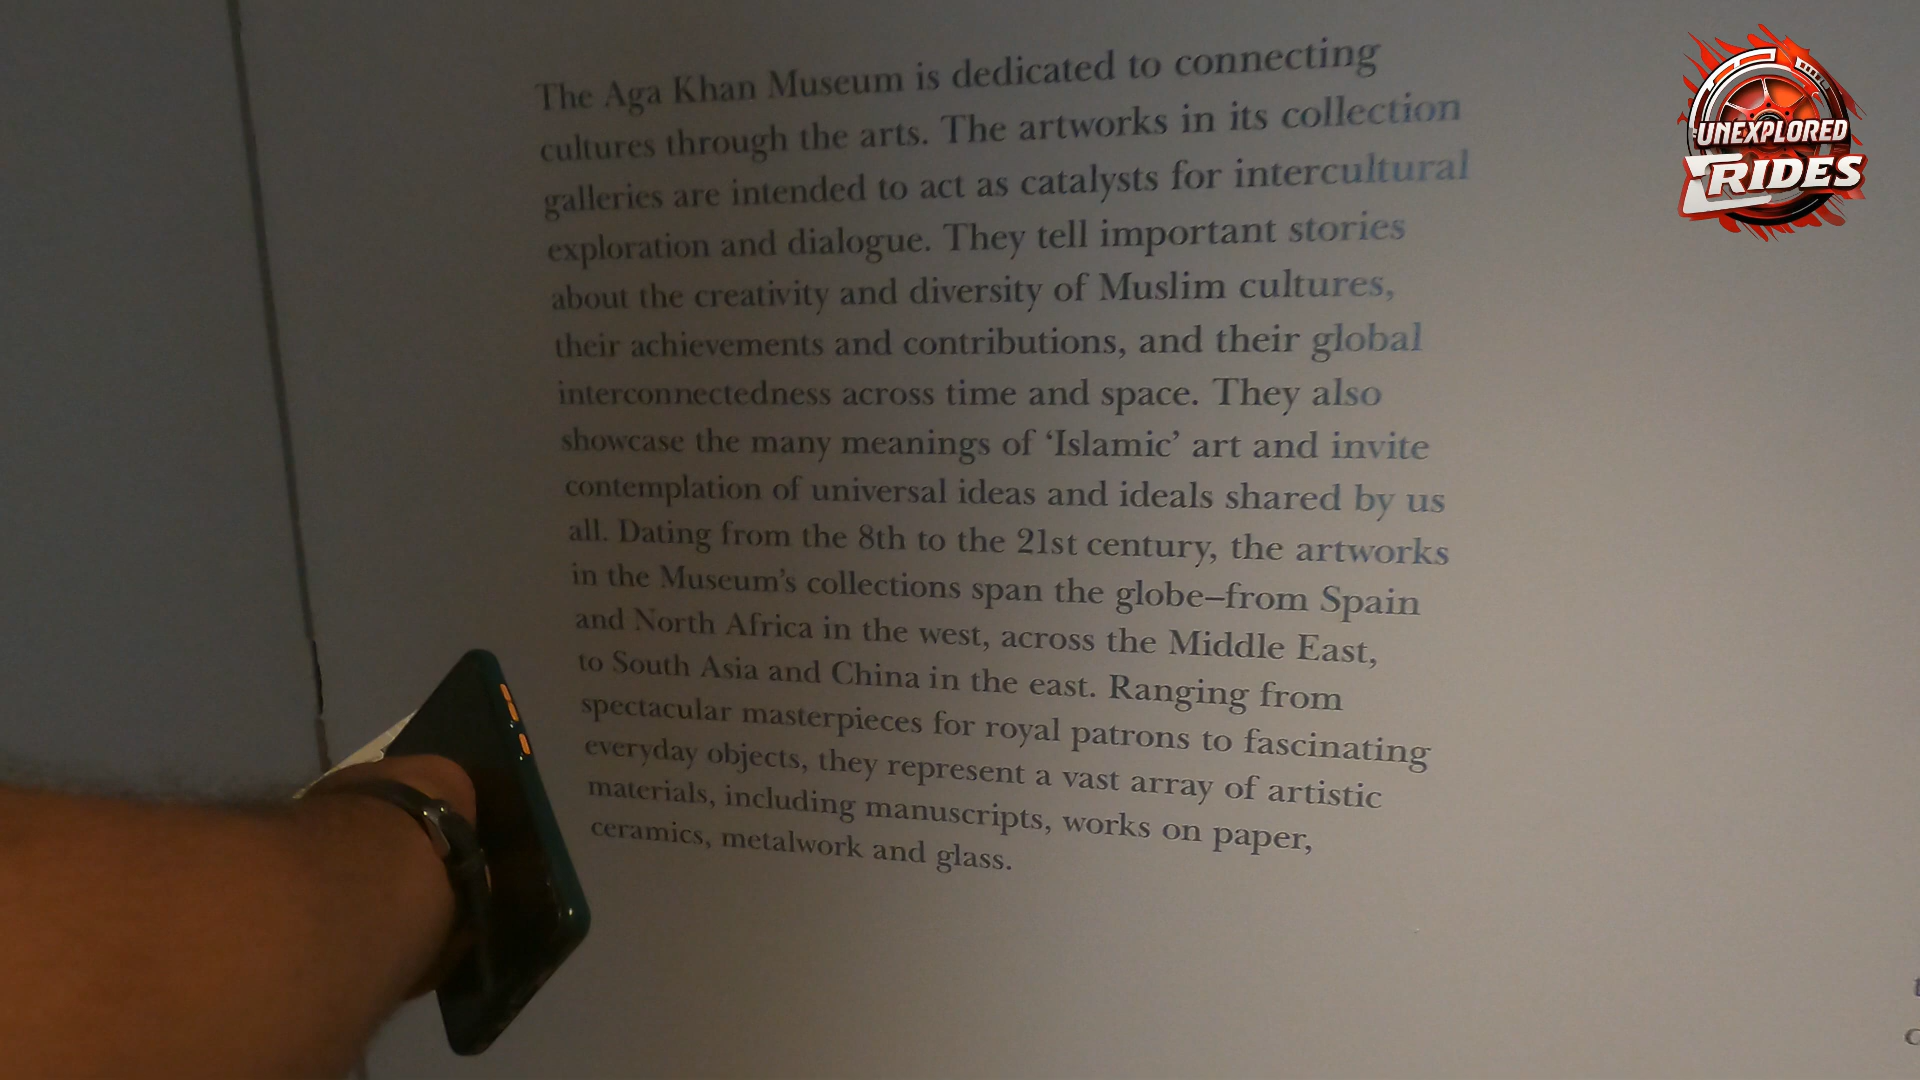 The Aga Khan Museum is dedicated to connecting
cultures through the arts. The artworks in its collection
galleries are intended to act as catalysts for intercultural
exploration and dialogue. They tell important stories
about the creativity and diversity of Muslim cultures,
their achievements and contributions, and their global
interconnectedness across time and space. They also
showcase the many meanings of ‘Islamic’ art and invite
contemplation of universal ideas and ideals shared by us
all. Dating from the 8th to the 21st century, the artworks
in the Museum’s collections span the globe–from Spain
and North Africa in the west, across the Middle East,
to South Asia and China in the east. Ranging from
spectacular masterpieces for royal patrons to fascinating
everyday objects, they represent a vast array of artistic
materials, including manuscripts, works on paper,
ceramics, metalwork and glass.
UNEXPLORED
RIDES